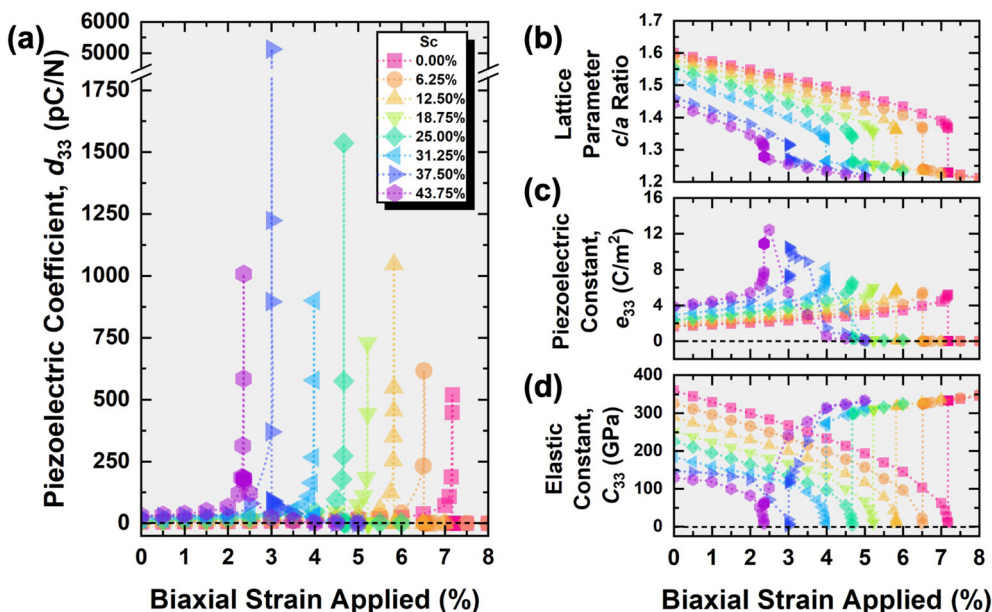 (a)
Piezoelectric Coefficient, d33 (pC/N)
6000
5000
1750
1500
1250
1000
750
500
250
0
Sc
0.00%
6.25%
12.50%
18.75%
25.00%
31.25%
37.50%
43.75%
0 1 2 3 4 5 6 7 8
Biaxial Strain Applied (%)
(b)
Lattice
Parameter
c/a Ratio
1.7
1.6
1.5
1.4
1.3
1.2
(c)
Piezoelectric
Constant,
e33 (C/m²)
16
12
8
4
0
(d)
Elastic
Constant,
C33 (GPa)
400
300
200
100
0
0 1 2 3 4 5 6 7 8
Biaxial Strain Applied (%)